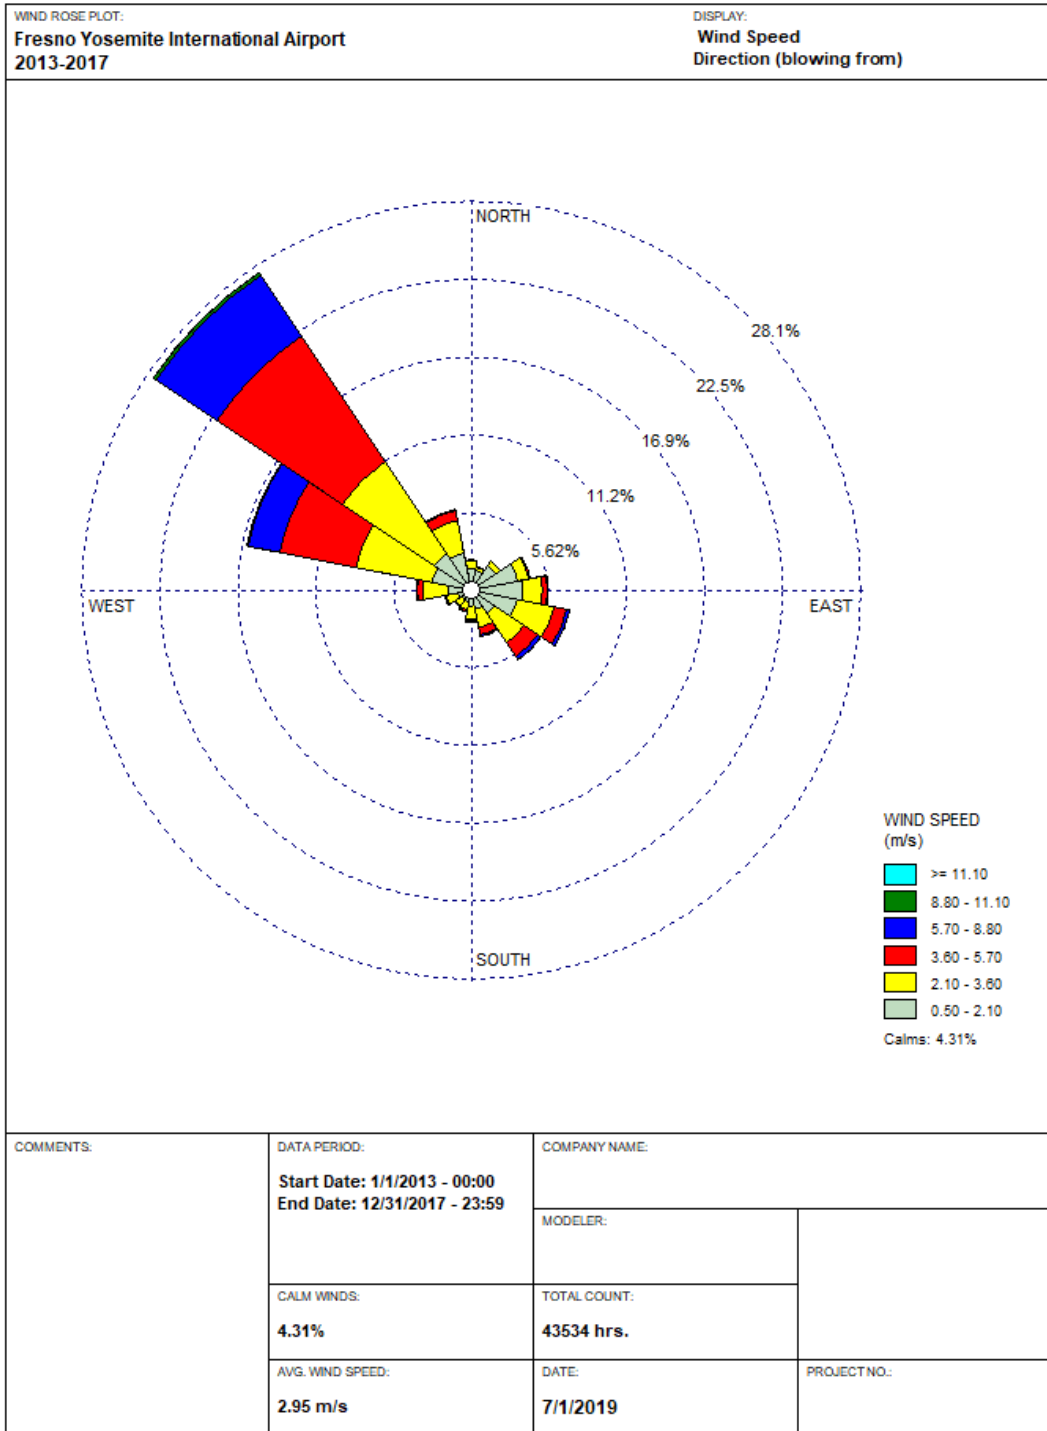 WIND ROSE PLOT:
Fresno Yosemite International Airport
2013-2017
DISPLAY:
Wind Speed
Direction (blowing from)
NORTH
28.1%
22.5%
16.9%
11.2%
5.62%
WEST
EAST
SOUTH
WIND SPEED
(m/s)
>= 11.10
8.80 - 11.10
5.70 - 8.80
3.60 - 5.70
2.10 - 3.60
0.50 - 2.10
Calms: 4.31%
COMMENTS:
DATA PERIOD:
Start Date: 1/1/2013 - 00:00
End Date: 12/31/2017 - 23:59
COMPANY NAME:
MODELER:
CALM WINDS:
4.31%
TOTAL COUNT:
43534 hrs.
AVG. WIND SPEED:
2.95 m/s
DATE:
7/1/2019
PROJECT NO.: